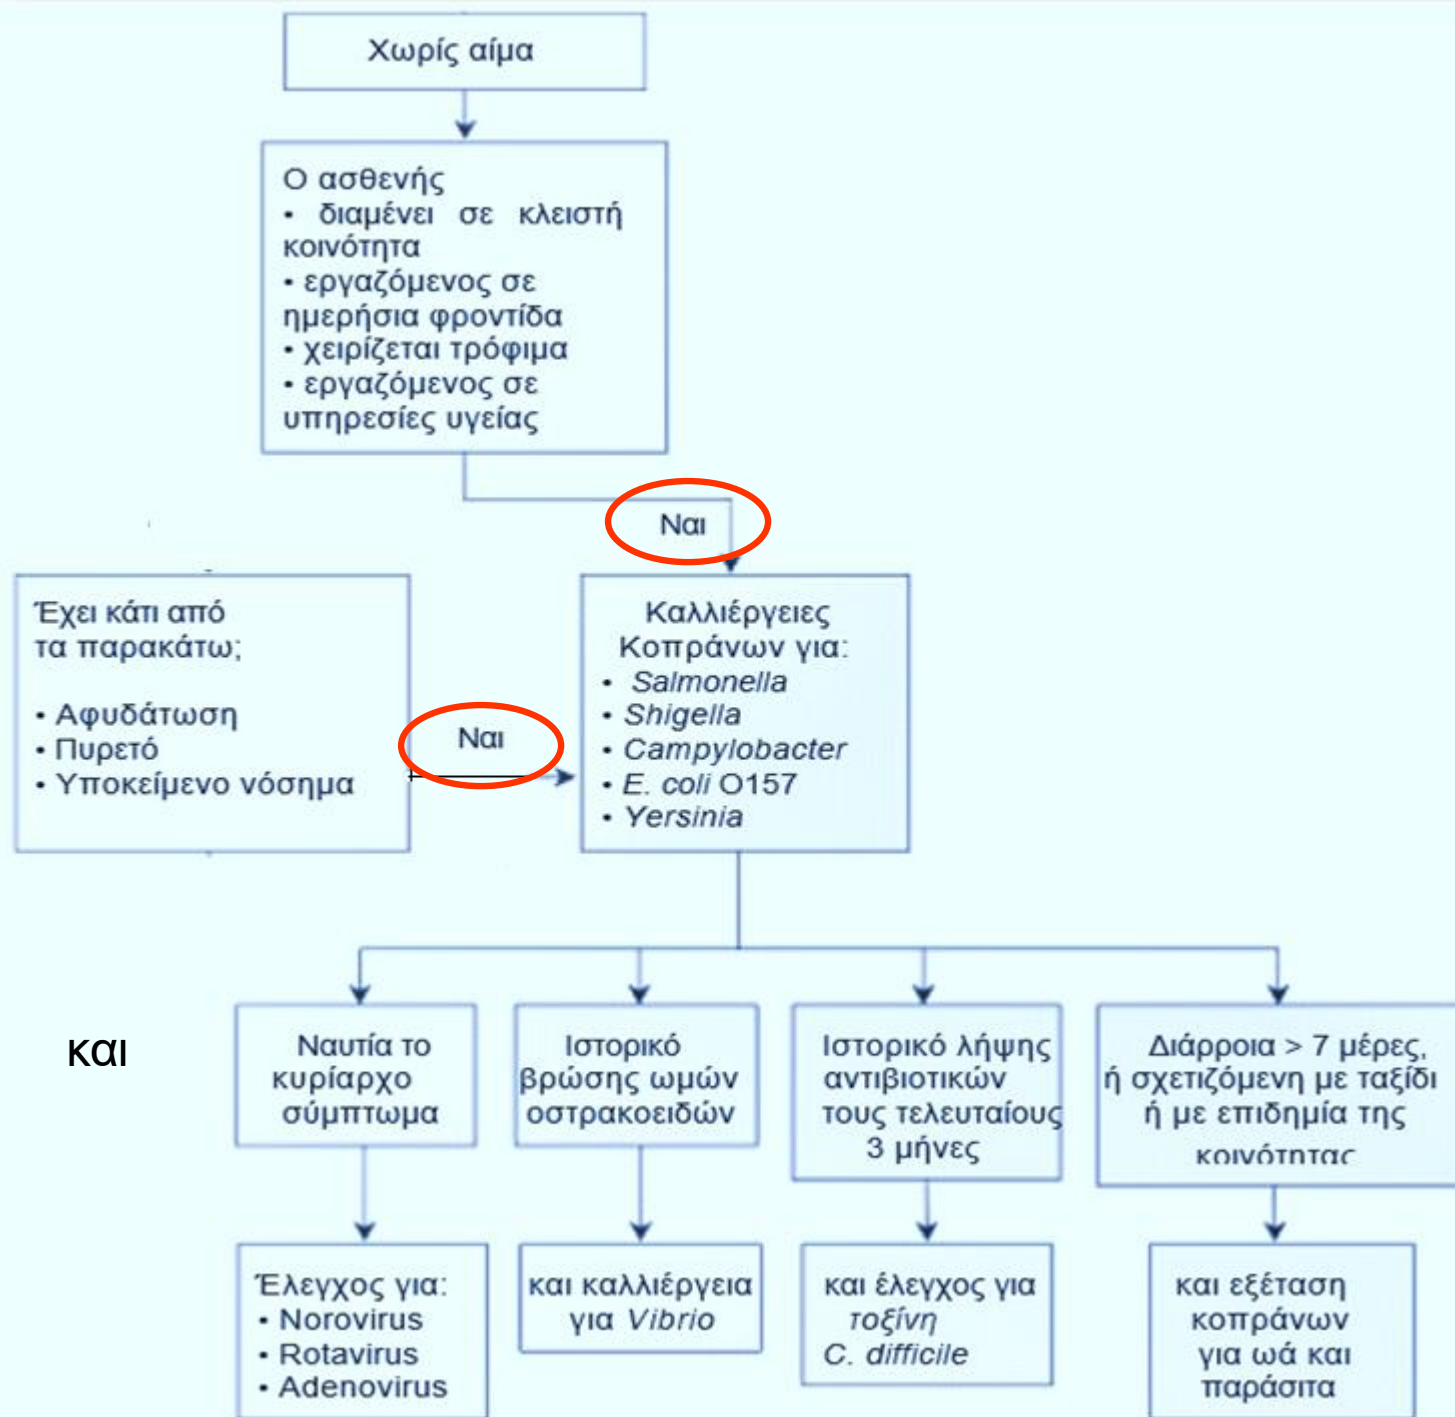 Χωρίς αίμα
Ο ασθενής
• διαμένει σε κλειστή
κοινότητα
• εργαζόμενος σε
ημερήσια φροντίδα
• χειρίζεται τρόφιμα
• εργαζόμενος σε
υπηρεσίες υγείας
Ναι
Έχει κάτι από
τα παρακάτω;
• Αφυδάτωση
• Πυρετό
• Υποκείμενο νόσημα
Ναι
Καλλιέργειες
Κοπράνων για:
• Salmonella
• Shigella
• Campylobacter
• E. coli O157
• Yersinia
και
Ναυτία το
κυρίαρχο
σύμπτωμα
Ιστορικό
βρώσης ωμών
οστρακοειδών
Ιστορικό λήψης
αντιβιοτικών
τους τελευταίους
3 μήνες
Διάρροια > 7 μέρες,
ή σχετιζόμενη με ταξίδι
ή με επιδημία της
κοινότητας
Έλεγχος για:
• Norovirus
• Rotavirus
• Adenovirus
και καλλιέργεια
για Vibrio
και έλεγχος για
τοξίνη
C. difficile
και εξέταση
κοπράνων
για ωά και
παράσιτα